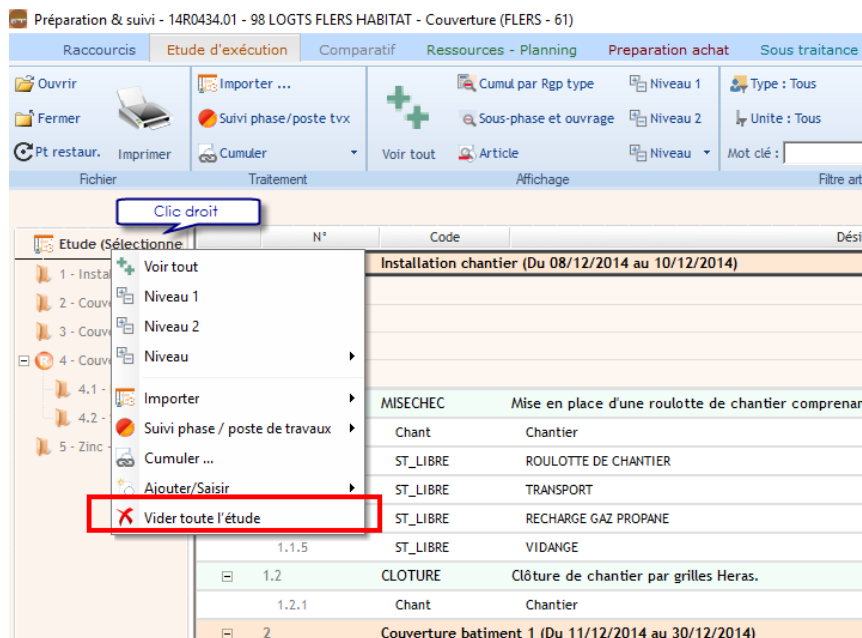 Préparation & suivi - 14R0434.01 - 98 LOGTS FLERS HABITAT - Couverture (FLERS - 61)
Raccourcis Etude d'exécution Comparatif Ressources - Planning Preparation achat Sous traitance
Ouvrir Importer ... Cumul par Rgp type Niveau 1 Type : Tous
Fermer Suivi phase/poste tvx Sous-phase et ouvrage Niveau 2 Unite : Tous
Pt restaur. Imprimer Cumuler Voir tout Article Niveau Mot clé :
Fichier Traitement Affichage Filtre art
Clic droit
Etude (Sélectionne N° Code Dési
Voir tout Installation chantier (Du 08/12/2014 au 10/12/2014)
1 - Instal
Niveau 1
2 - Couve
Niveau 2
3 - Couve
Niveau
4 - Couve
4.1 -
Importer MISECHEC Mise en place d'une roulotte de chantier comprenan
4.2 -
Suivi phase / poste de travaux Chant Chantier
5 - Zinc -
Cumuler ... ST_LIBRE ROULOTTE DE CHANTIER
Ajouter/Saisir ST_LIBRE TRANSPORT
Vider toute l'étude ST_LIBRE RECHARGE GAZ PROPANE
1.1.5 ST_LIBRE VIDANGE
1.2 CLOTURE Clôture de chantier par grilles Heras.
1.2.1 Chant Chantier
2 Couverture batiment 1 (Du 11/12/2014 au 30/12/2014)